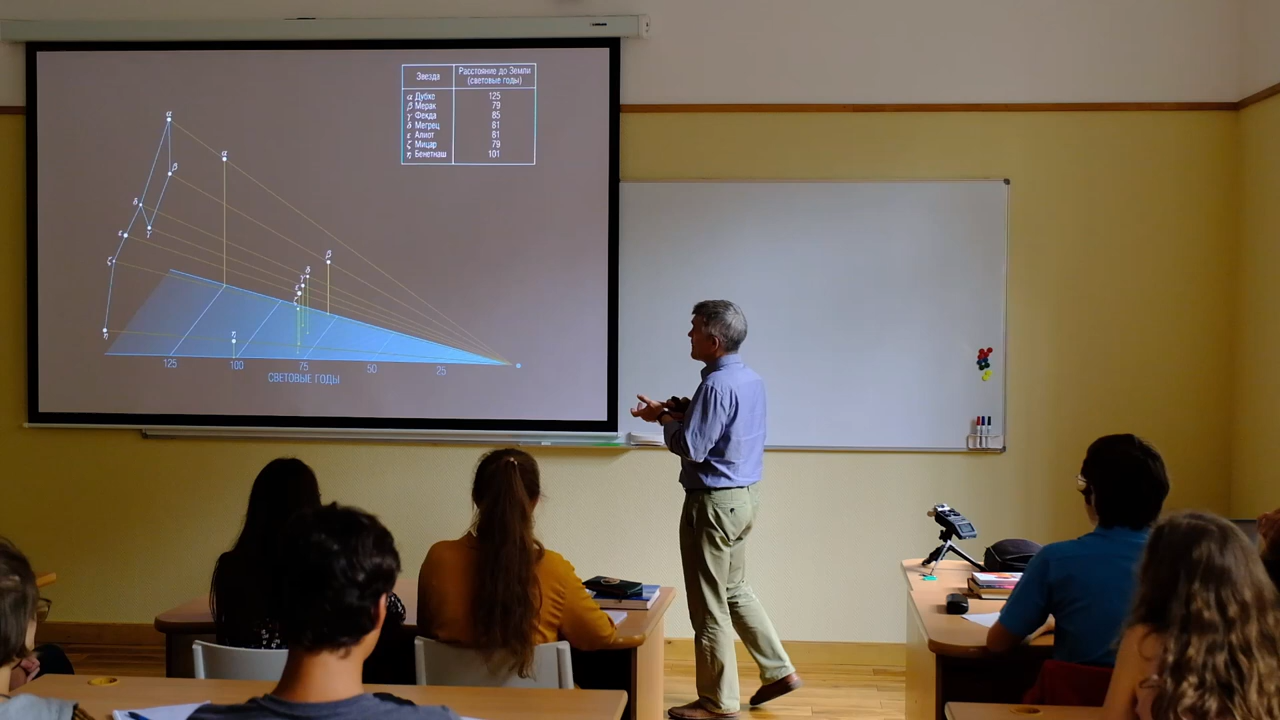 Звезда Расстояние до Земли
(световые годы)
α Дубхе 125
β Мерак 79
γ Фекда 85
δ Мегрец 81
ε Алиот 81
ζ Мицар 79
η Бенетнаш 101
α
α
β
β
δ
δ
γ
γ
ε
ε
ζ
ζ
η
η
125 100 75 50 25
СВЕТОВЫЕ ГОДЫ